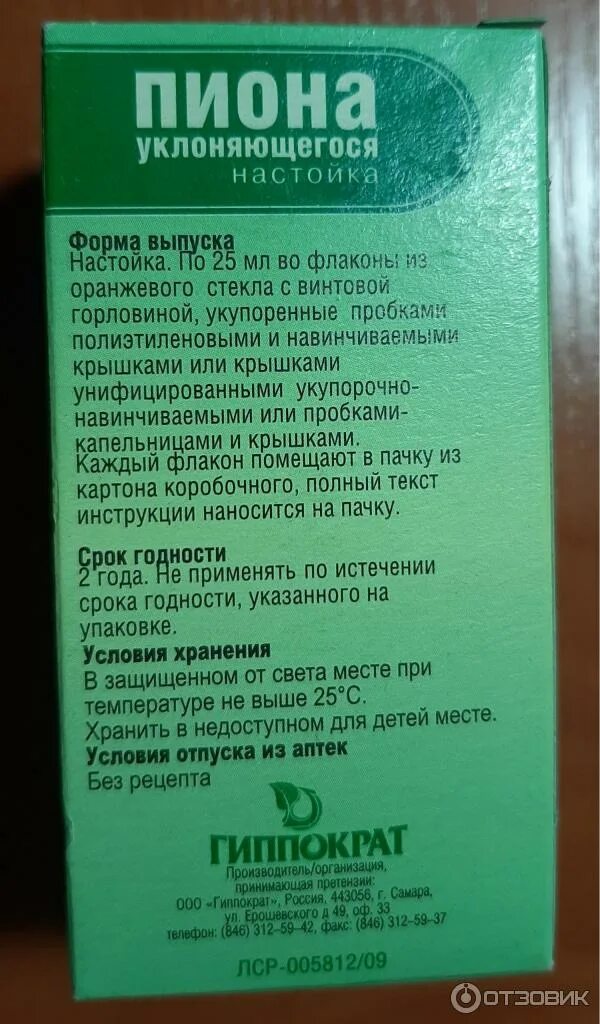 ПИОНА
УКЛОНЯЮЩЕГОСЯ
НАСТОЙКА
Форма выпуска
Настойка. По 25 мл во флаконы из
оранжевого стекла с винтовой
горловиной, укупоренные пробками
полиэтиленовыми и навинчиваемыми
крышками или крышками
унифицированными укупорочно-
навинчиваемыми или пробками-
капельницами и крышками.
Каждый флакон помещают в пачку из
картона коробочного, полный текст
инструкции наносится на пачку.
Срок годности
2 года. Не применять по истечении
срока годности, указанного на
упаковке.
Условия хранения
В защищенном от света месте при
температуре не выше 25°С.
Хранить в недоступном для детей месте.
Условия отпуска из аптек
Без рецепта
ГИППОКРАТ
Производитель/организация,
принимающая претензии:
ООО «Гиппократ», Россия, 443056, г. Самара,
ул. Ерошевского д 49, оф. 33
телефон: (846) 312–59–42, факс: (846) 312–59–37
ЛСР-005812/09
ОТЗОВИК